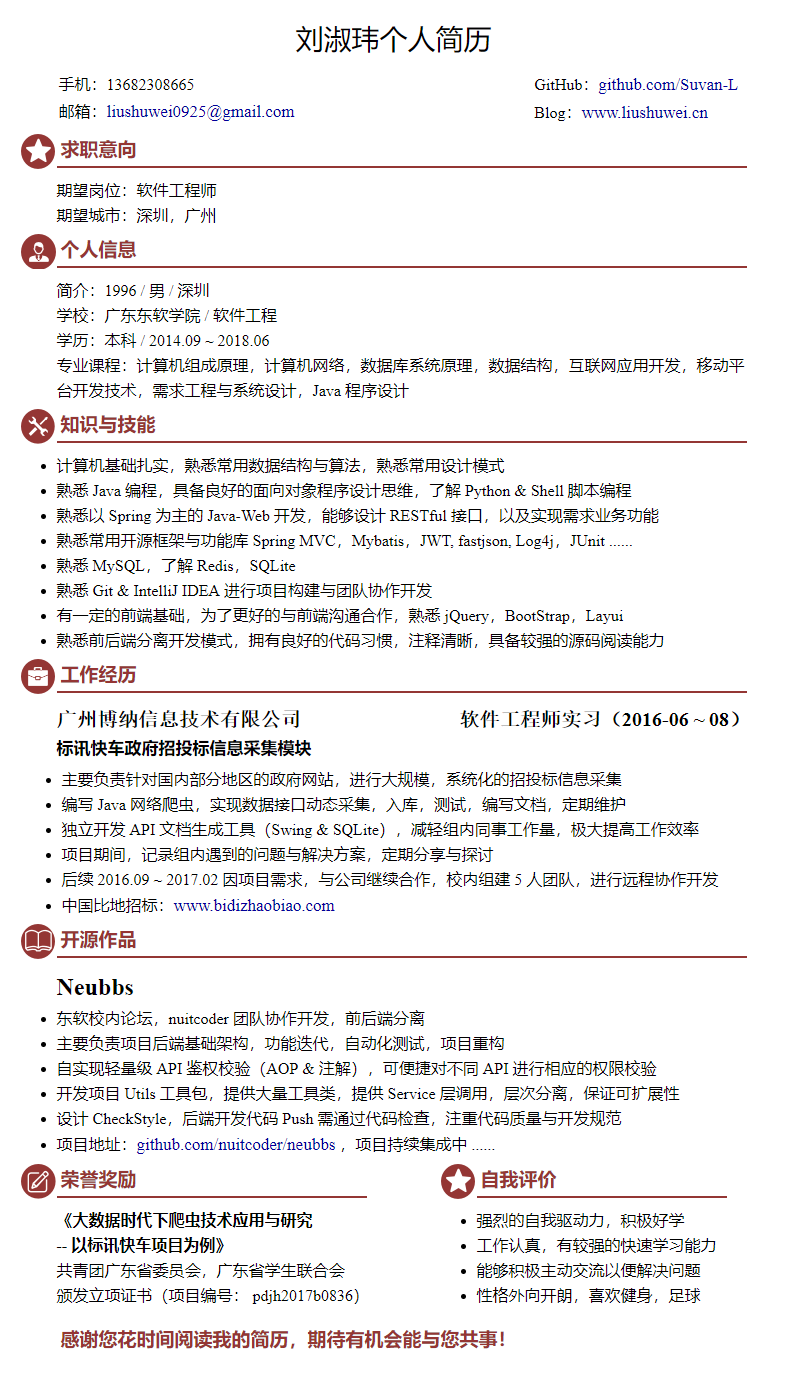 刘淑玮个人简历
手机：13682308665
GitHub：github.com/Suvan-L
邮箱：liushuwei0925@gmail.com
Blog：www.liushuwei.cn
求职意向
期望岗位：软件工程师
期望城市：深圳，广州
个人信息
简介：1996 / 男 / 深圳
学校：广东东软学院 / 软件工程
学历：本科 / 2014.09 ~ 2018.06
专业课程：计算机组成原理，计算机网络，数据库系统原理，数据结构，互联网应用开发，移动平
台开发技术，需求工程与系统设计，Java 程序设计
知识与技能
• 计算机基础扎实，熟悉常用数据结构与算法，熟悉常用设计模式
• 熟悉 Java 编程，具备良好的面向对象程序设计思维，了解 Python & Shell 脚本编程
• 熟悉以 Spring 为主的 Java-Web 开发，能够设计 RESTful 接口，以及实现需求业务功能
• 熟悉常用开源框架与功能库 Spring MVC，Mybatis，JWT, fastjson, Log4j，JUnit ......
• 熟悉 MySQL，了解 Redis，SQLite
• 熟悉 Git & IntelliJ IDEA 进行项目构建与团队协作开发
• 有一定的前端基础，为了更好的与前端沟通合作，熟悉 jQuery，BootStrap，Layui
• 熟悉前后端分离开发模式，拥有良好的代码习惯，注释清晰，具备较强的源码阅读能力
工作经历
广州博纳信息技术有限公司 软件工程师实习（2016-06 ~ 08）
标讯快车政府招投标信息采集模块
• 主要负责针对国内部分地区的政府网站，进行大规模，系统化的招投标信息采集
• 编写 Java 网络爬虫，实现数据接口动态采集，入库，测试，编写文档，定期维护
• 独立开发 API 文档生成工具（Swing & SQLite），减轻组内同事工作量，极大提高工作效率
• 项目期间，记录组内遇到的问题与解决方案，定期分享与探讨
• 后续 2016.09 ~ 2017.02 因项目需求，与公司继续合作，校内组建 5 人团队，进行远程协作开发
• 中国比地招标：www.bidizhaobiao.com
开源作品
Neubbs
• 东软校内论坛，nuitcoder 团队协作开发，前后端分离
• 主要负责项目后端基础架构，功能迭代，自动化测试，项目重构
• 自实现轻量级 API 鉴权校验（AOP & 注解），可便捷对不同 API 进行相应的权限校验
• 开发项目 Utils 工具包，提供大量工具类，提供 Service 层调用，层次分离，保证可扩展性
• 设计 CheckStyle，后端开发代码 Push 需通过代码检查，注重代码质量与开发规范
• 项目地址：github.com/nuitcoder/neubbs ，项目持续集成中 ......
荣誉奖励
《大数据时代下爬虫技术应用与研究
-- 以标讯快车项目为例》
共青团广东省委员会，广东省学生联合会
颁发立项证书（项目编号： pdjh2017b0836）
自我评价
• 强烈的自我驱动力，积极好学
• 工作认真，有较强的快速学习能力
• 能够积极主动交流以便解决问题
• 性格外向开朗，喜欢健身，足球
感谢您花时间阅读我的简历，期待有机会能与您共事！